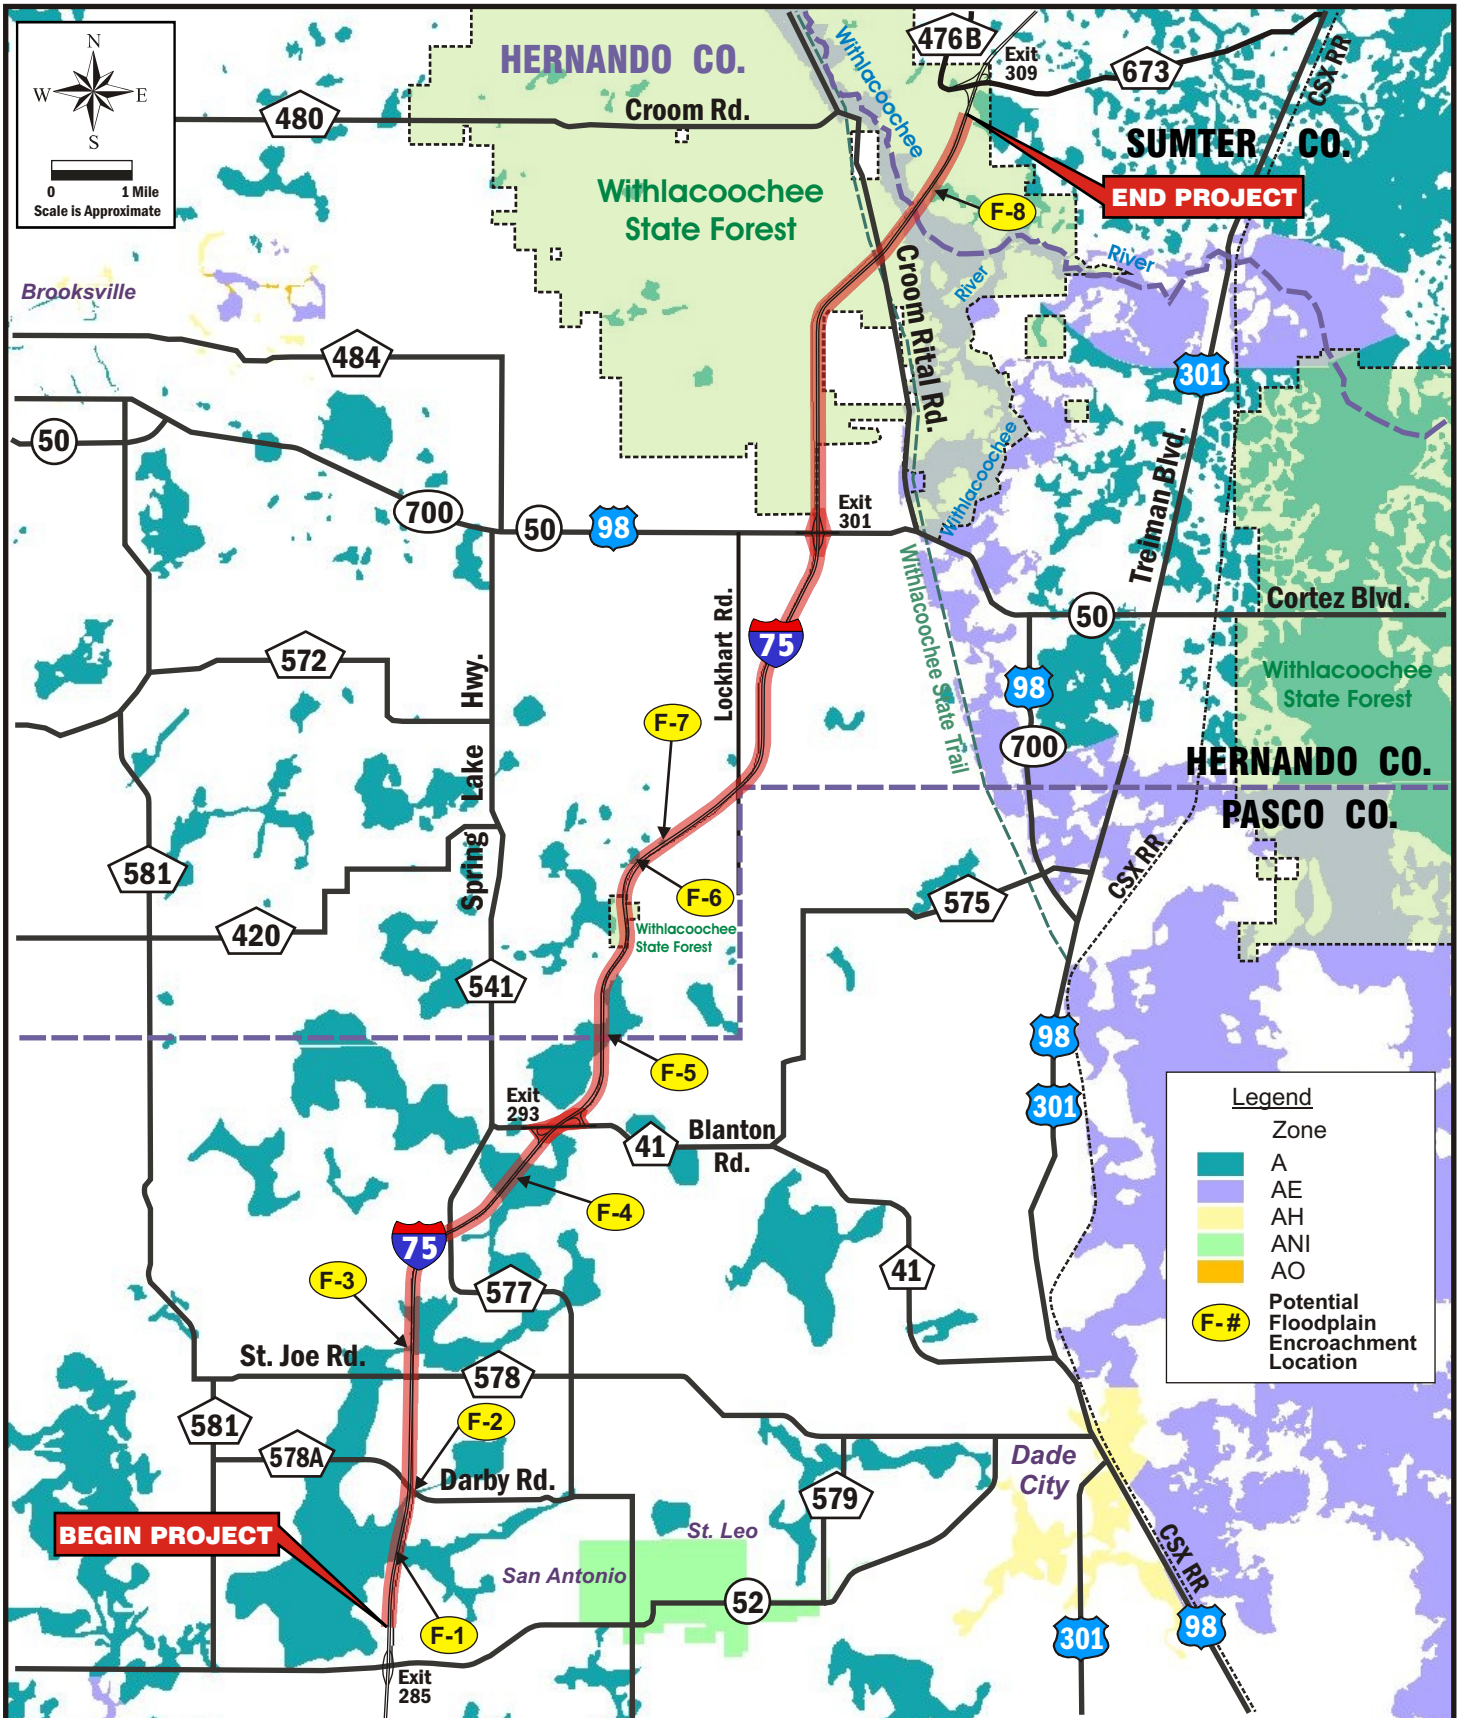 N
W
E
S
0
1 Mile
Scale is Approximate
HERNANDO CO.
480
Croom Rd.
Withlacoochee
476B
Exit
309
673
CSX RR
SUMTER CO.
END PROJECT
Withlacoochee
State Forest
F-8
River
River
Brooksville
484
Croom Rital Rd.
301
50
700
50
98
Exit
301
Withlacoochee
Treiman Blvd.
Cortez Blvd.
50
572
Lockhart Rd.
75
Withlacoochee State Trail
98
Withlacoochee
State Forest
F-7
700
Spring Lake Hwy.
HERNANDO CO.
PASCO CO.
581
F-6
575
CSX RR
420
Withlacoochee
State Forest
541
98
F-5
Exit
293
301
41
Blanton
Rd.
F-4
75
41
F-3
577
St. Joe Rd.
578
581
F-2
578A
Darby Rd.
579
Dade
City
BEGIN PROJECT
St. Leo
San Antonio
CSX RR
52
F-1
301
98
Exit
285
Legend
Zone
A
AE
AH
ANI
AO
F-#
Potential
Floodplain
Encroachment
Location